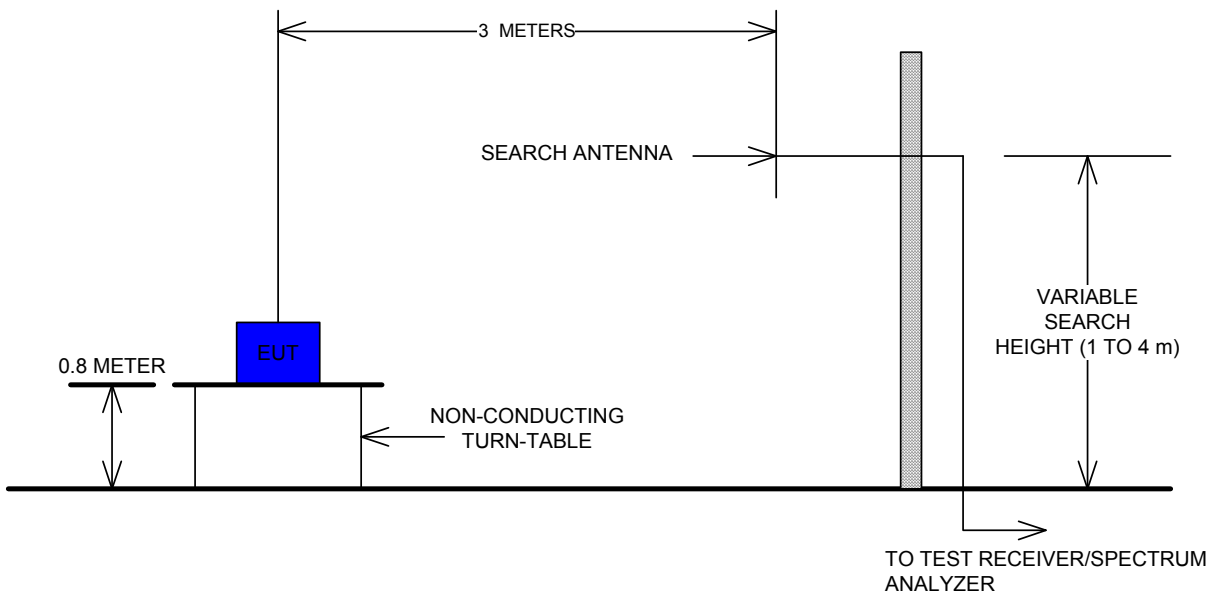 3 METERS
SEARCH ANTENNA
EUT
0.8 METER
NON-CONDUCTING
TURN-TABLE
VARIABLE
SEARCH
HEIGHT (1 TO 4 m)
TO TEST RECEIVER/SPECTRUM
ANALYZER